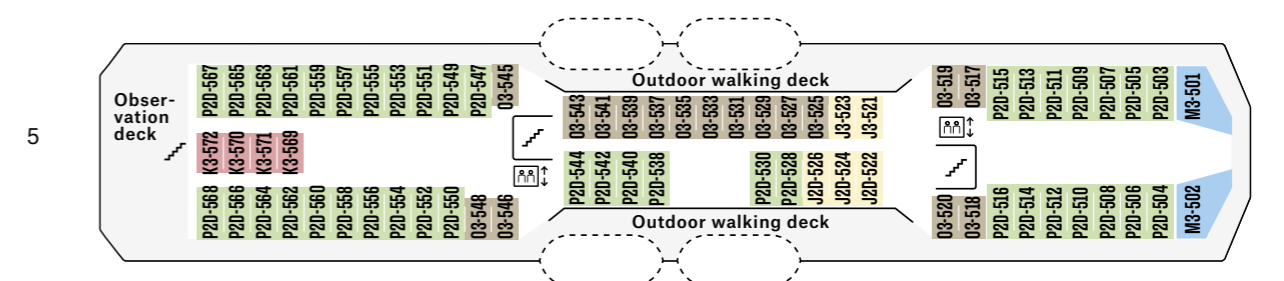 5
Obser-
vation
deck
Outdoor walking deck
P2D-567 P2D-565 P2D-563 P2D-561 P2D-559 P2D-557 P2D-555 P2D-553 P2D-551 P2D-549 P2D-547 O3-545
O3-543 O3-541 O3-539 O3-537 O3-535 O3-533 O3-531 O3-529 O3-527 O3-525 J3-523 J3-521
O3-519 O3-517 P2D-515 P2D-513 P2D-511 P2D-509 P2D-507 P2D-505 P2D-503 M3-501
K3-572 K3-570 K3-571 K3-569
P2D-544 P2D-542 P2D-540 P2D-538 P2D-530 P2D-528 J2D-526 J2D-524 J2D-522
P2D-568 P2D-566 P2D-564 P2D-562 P2D-560 P2D-558 P2D-556 P2D-554 P2D-552 P2D-550 O3-548 O3-546
O3-520 O3-518 P2D-516 P2D-514 P2D-512 P2D-510 P2D-508 P2D-506 P2D-504 M3-502
Outdoor walking deck